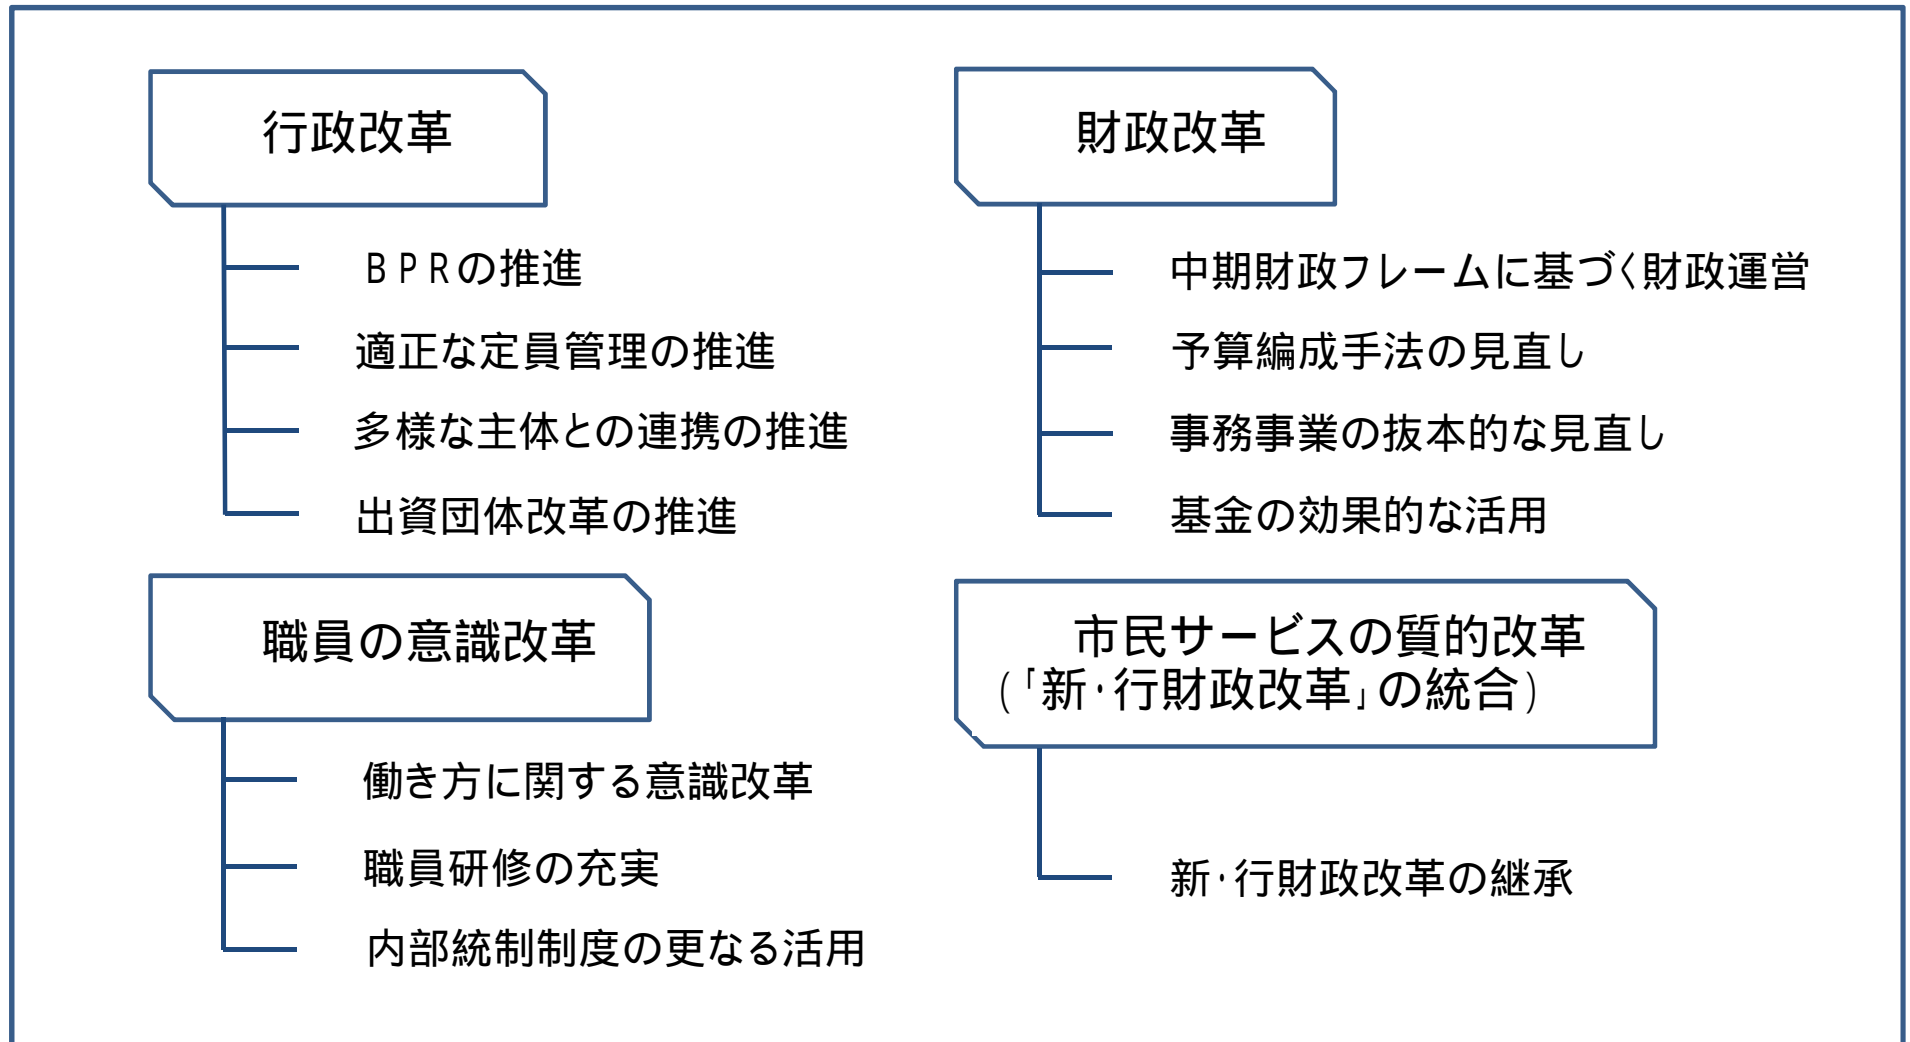 行政改革
BPRの推進
適正な定員管理の推進
多様な主体との連携の推進
出資団体改革の推進
財政改革
中期財政フレームに基づく財政運営
予算編成手法の見直し
事務事業の抜本的な見直し
基金の効果的な活用
職員の意識改革
働き方に関する意識改革
職員研修の充実
内部統制制度の更なる活用
市民サービスの質的改革
(「新・行財政改革」の統合)
新・行財政改革の継承